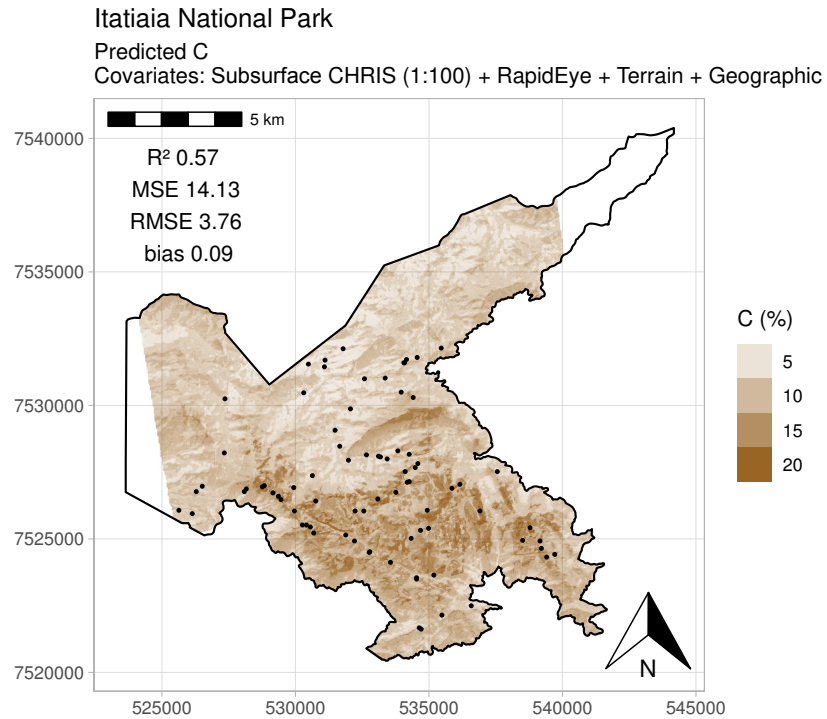 Itatiaia National Park
Predicted C
Covariates: Subsurface CHRIS (1:100) + RapidEye + Terrain + Geographic
5 km
R² 0.57
MSE 14.13
RMSE 3.76
bias 0.09
7540000
7535000
7530000
7525000
7520000
525000
530000
535000
540000
545000
N
C (%)
5
10
15
20